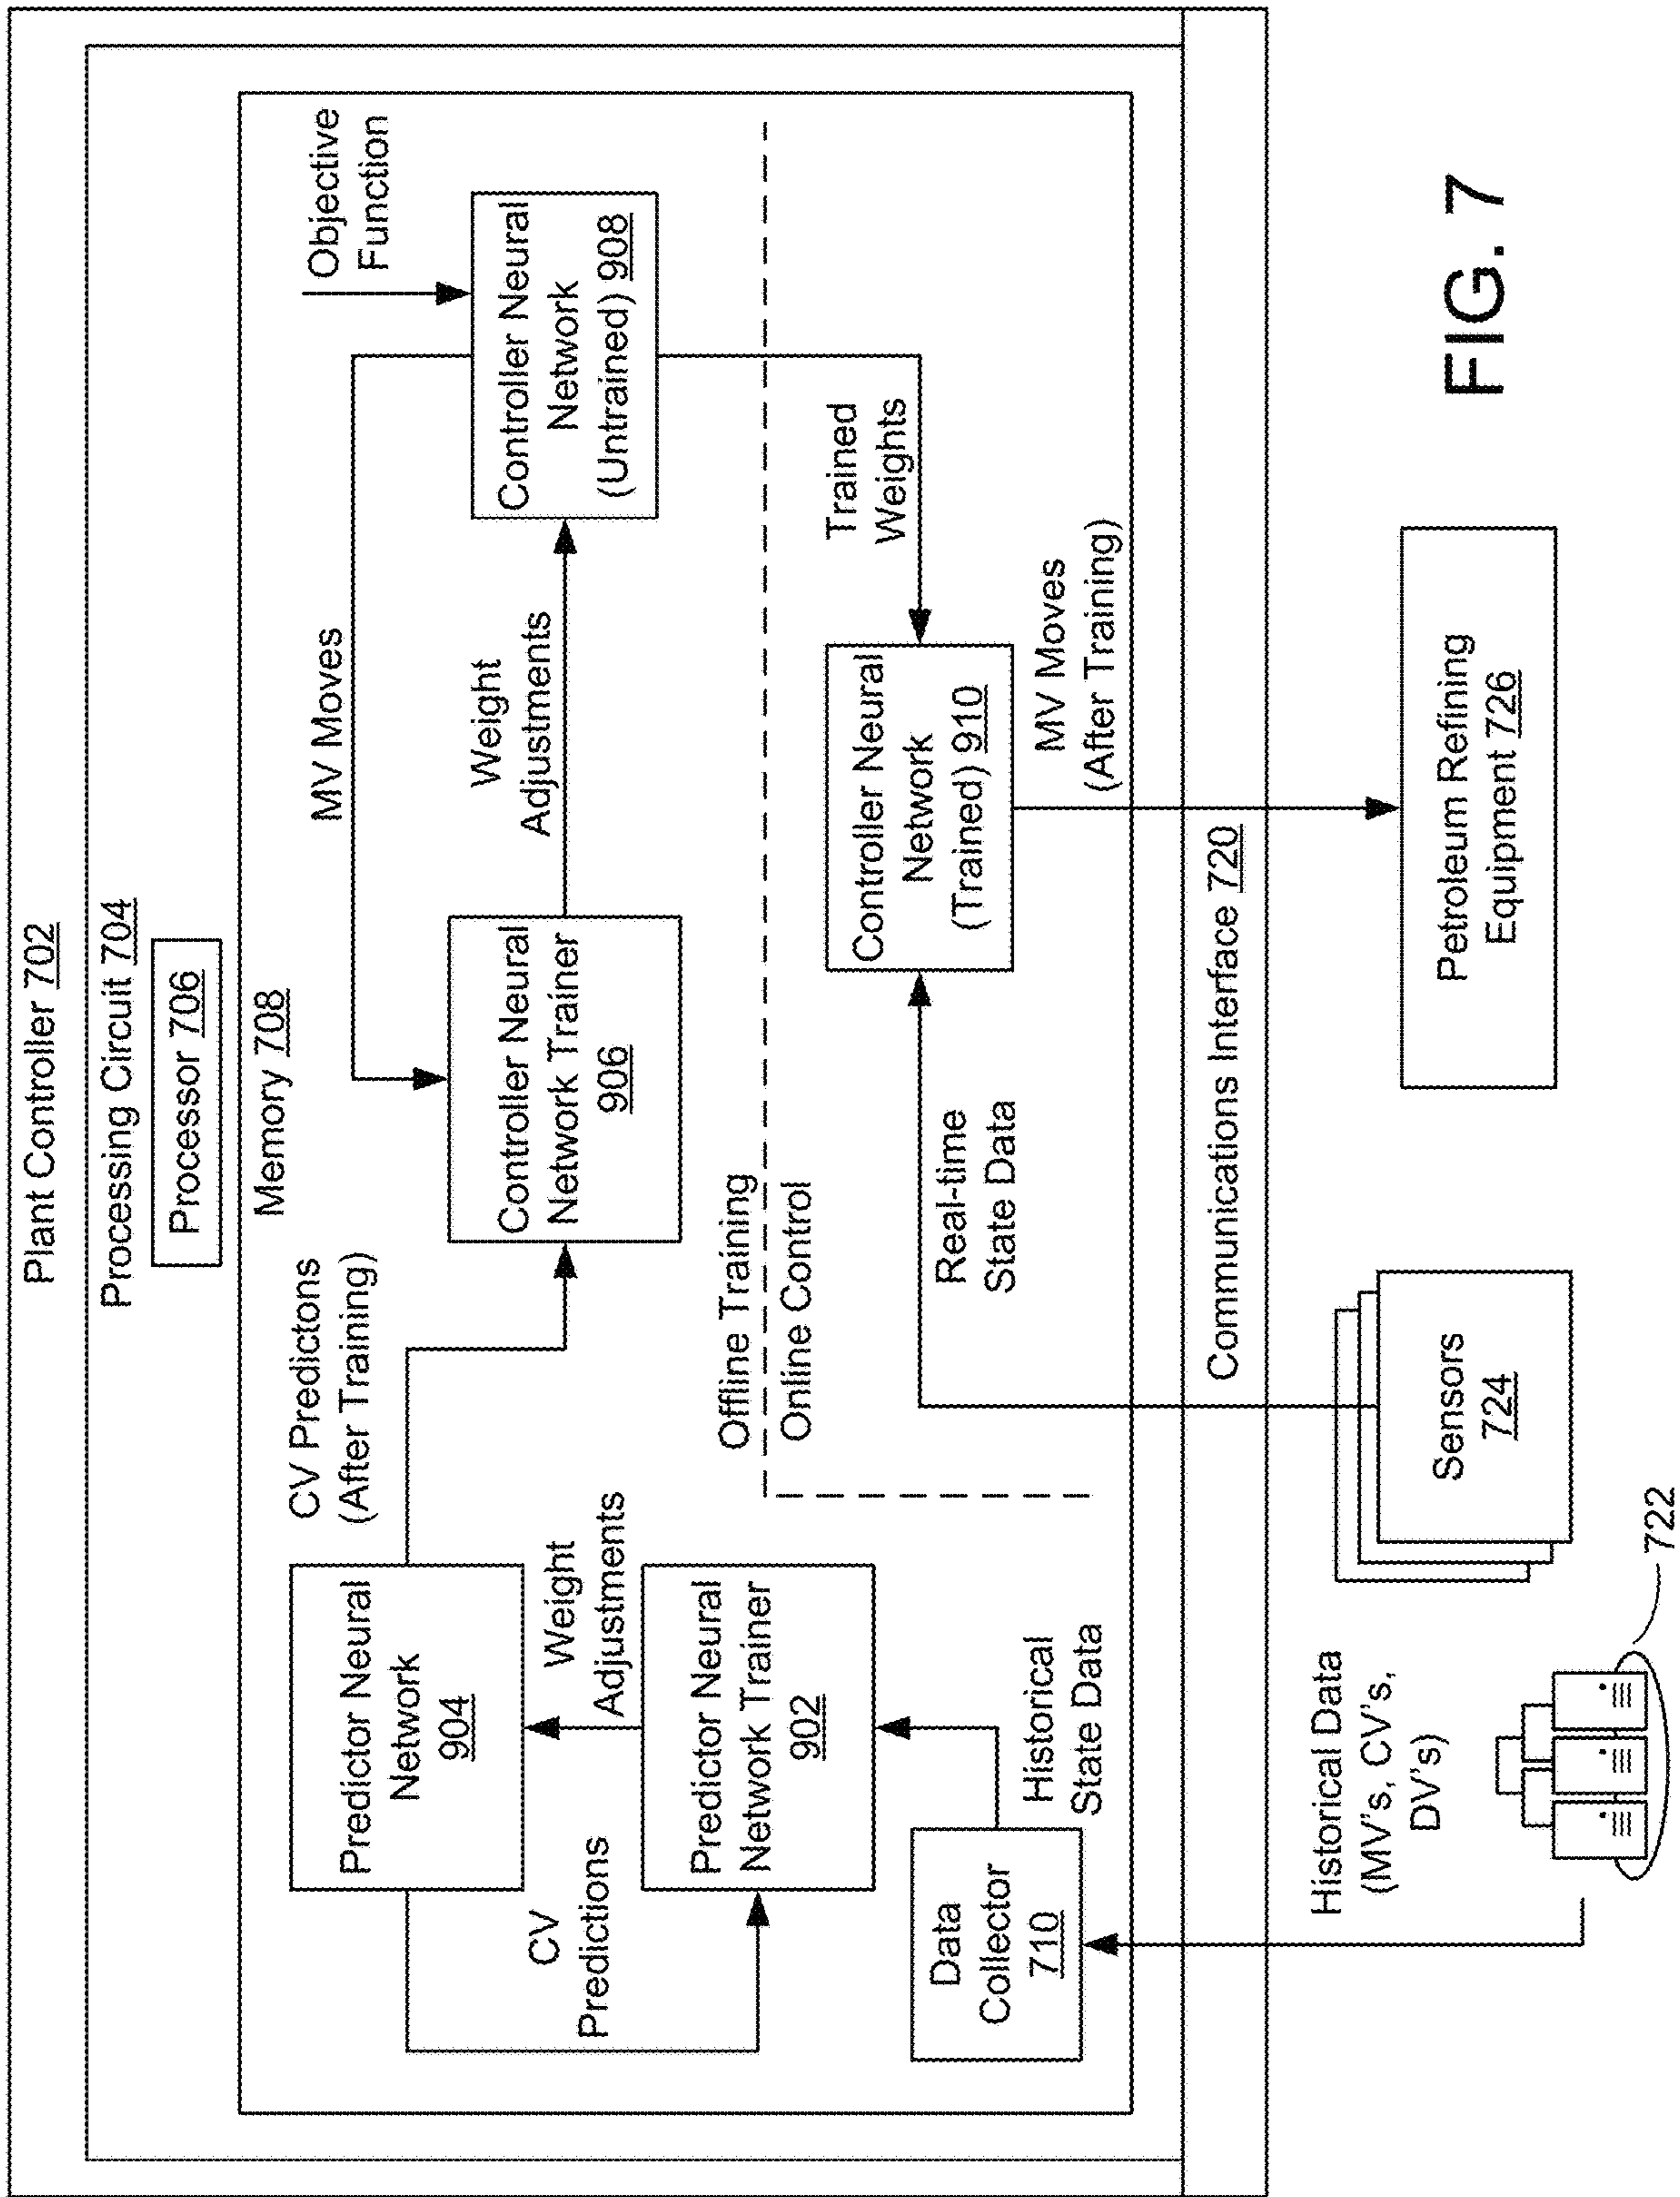 Plant Controller 702
Processing Circuit 704
Processor 706
Memory 708
Predictor Neural
Network
904
CV Predictons
(After Training)
Controller Neural
Network Trainer
906
MV Moves
Objective
Function
Controller Neural
Network
(Untrained) 908
Weight
Adjustments
CV
Predictions
Weight
Adjustments
Predictor Neural
Network Trainer
902
Offline Training
Online Control
Trained
Weights
Data
Collector
710
Historical
State Data
Real-time
State Data
Controller Neural
Network
(Trained) 910
MV Moves
(After Training)
Communications Interface 720
Historical Data
(MV's, CV's,
DV's)
722
Sensors
724
Petroleum Refining
Equipment 726
FIG. 7